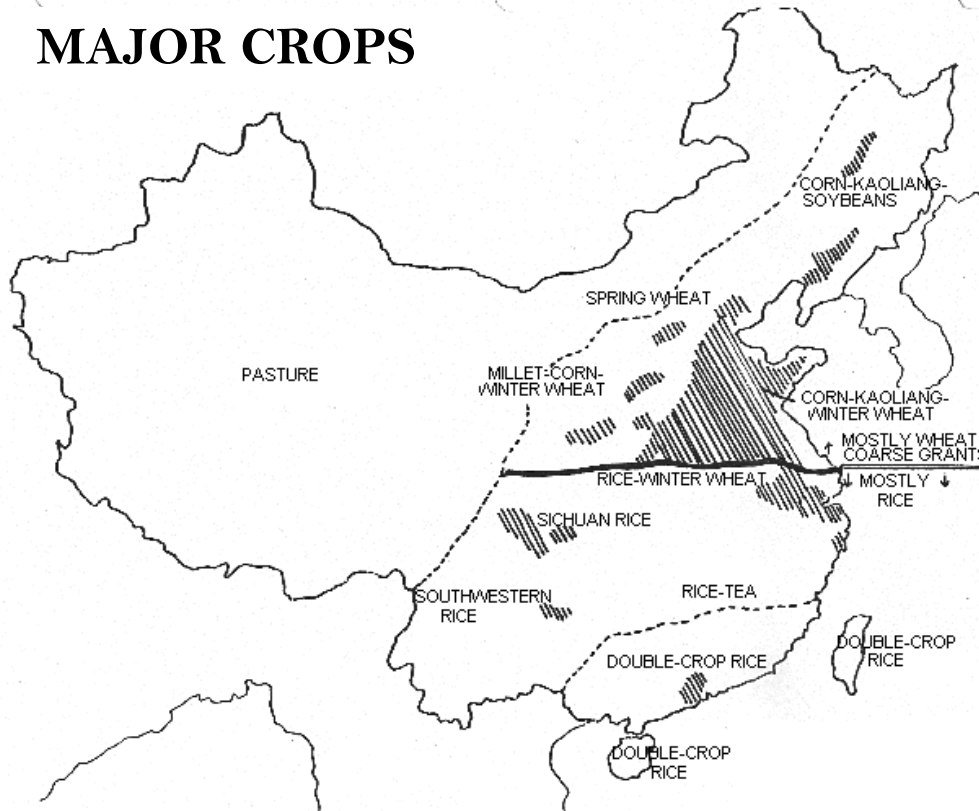 MAJOR CROPS
CORN-KAOLIANG-
SOYBEANS
SPRING WHEAT
PASTURE
MILLET-CORN-
WINTER WHEAT
CORN-KAOLIANG-
WINTER WHEAT
MOSTLY WHEAT
COARSE GRANTS
RICE-WINTER WHEAT
MOSTLY
RICE
SICHUAN RICE
SOUTHWESTERN
RICE
RICE-TEA
DOUBLE-CROP RICE
DOUBLE-CROP
RICE
DOUBLE-CROP
RICE